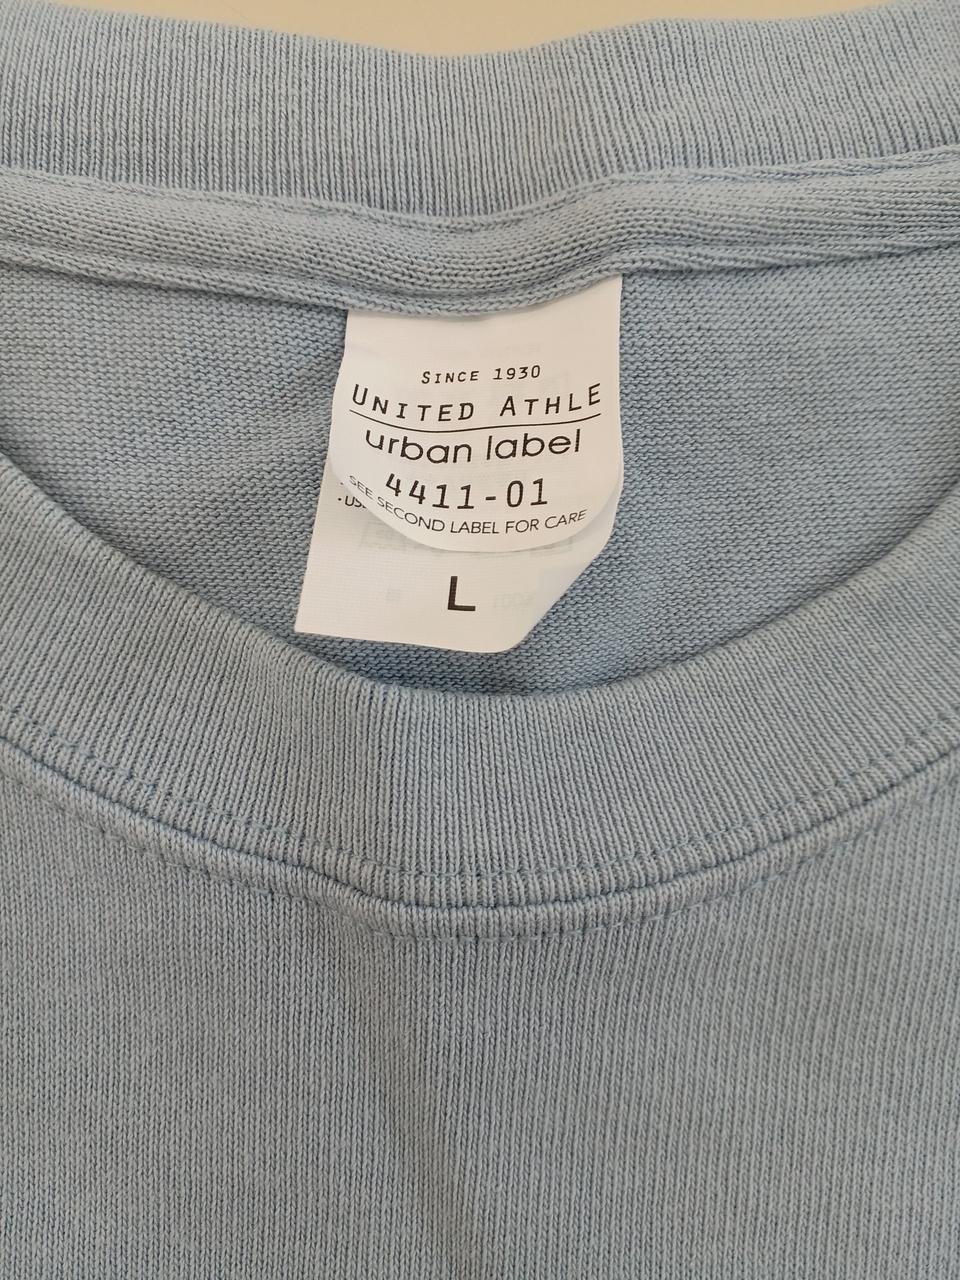 SINCE 1930
UNITED ATHLE
urban label
4411-01
SEE SECOND LABEL FOR CARE
L